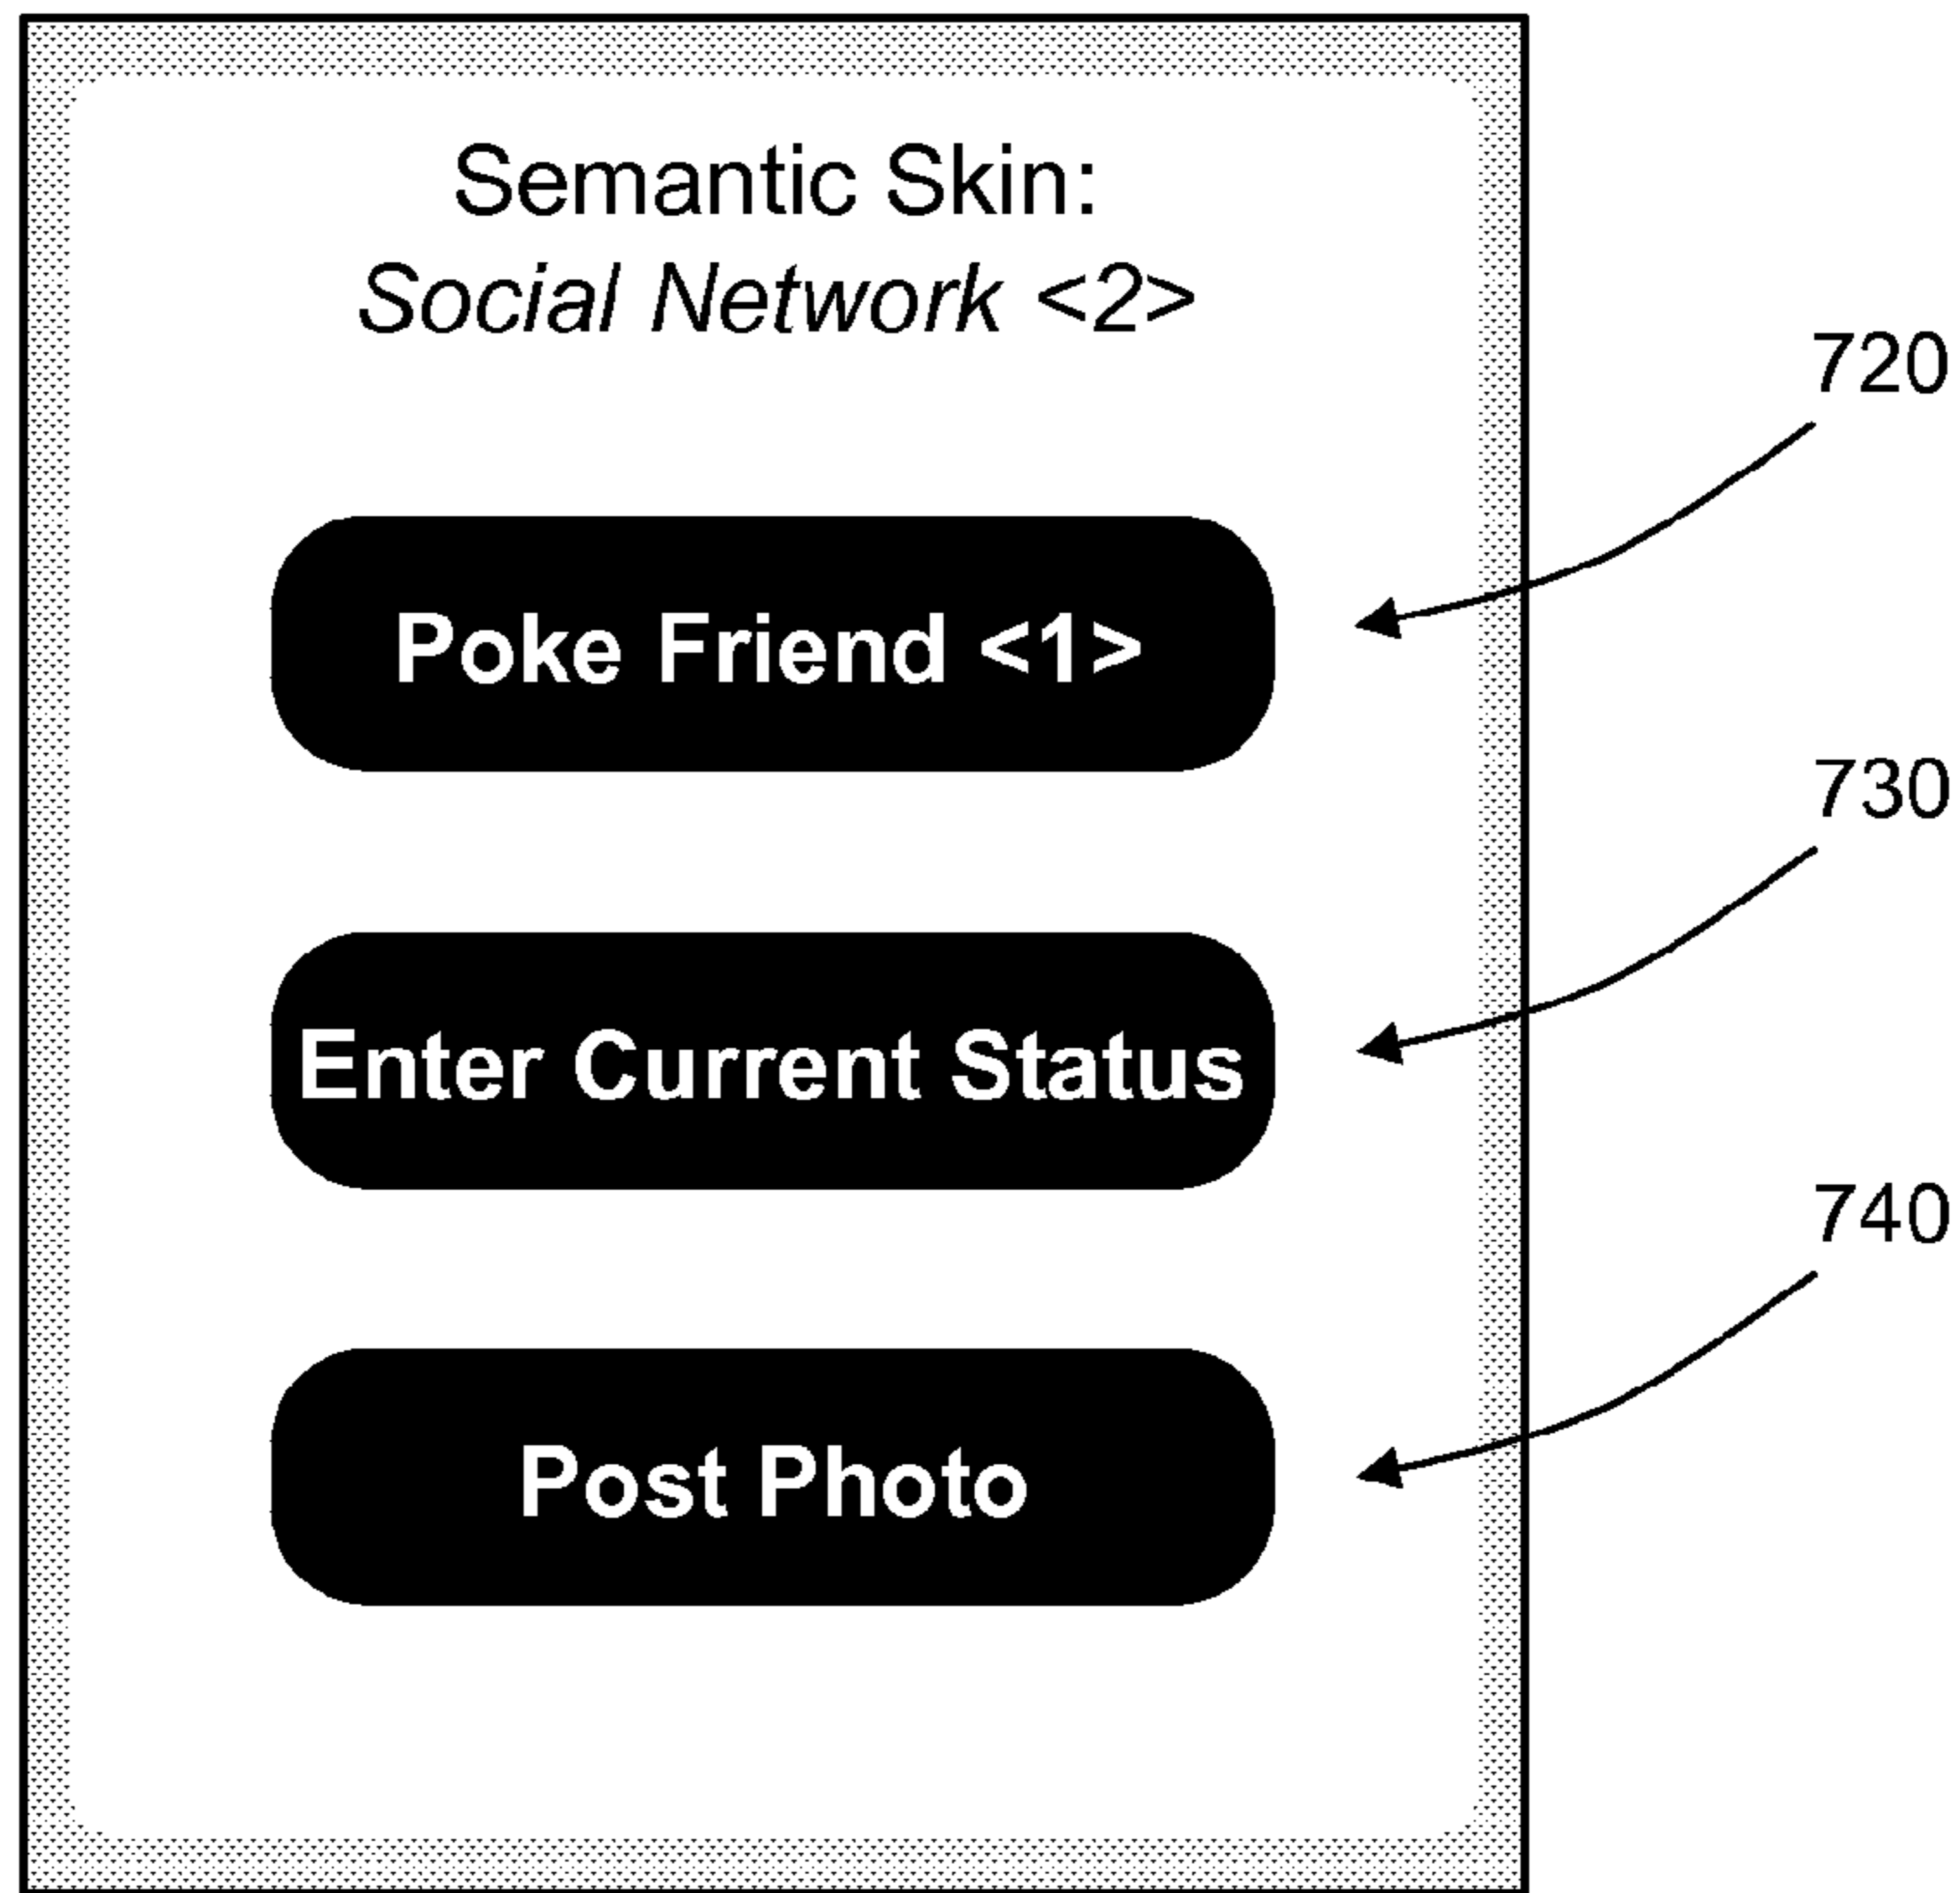 Semantic Skin:
Social Network <2>
720
Poke Friend <1>
730
Enter Current Status
740
Post Photo